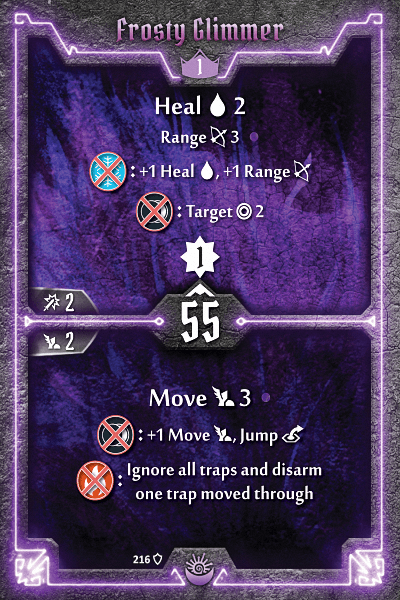 Frosty Glimmer
1
Heal 2
Range 3
: +1 Heal , +1 Range
: Target 2
1
2
55
2
Move 3
: +1 Move , Jump
: Ignore all traps and disarm
one trap moved through
216